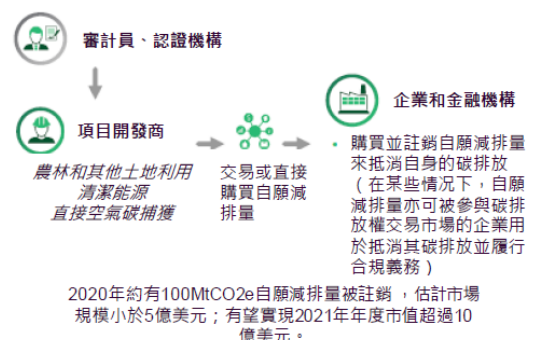 審計員、認證機構
項目開發商
農林和其他土地利用
清潔能源
直接空氣碳捕獲
交易或直接
購買自願減
排量
企業和金融機構
• 購買並註銷自願減排量
來抵消自身的碳排放
（在某些情況下，自願
減排量亦可被參與碳排
放權交易市場的企業用
於抵消其碳排放並履行
合規義務）
2020年約有100MtCO2e自願減排量被註銷 ，估計市場
規模小於5億美元；有望實現2021年年度市值超過10
億美元。